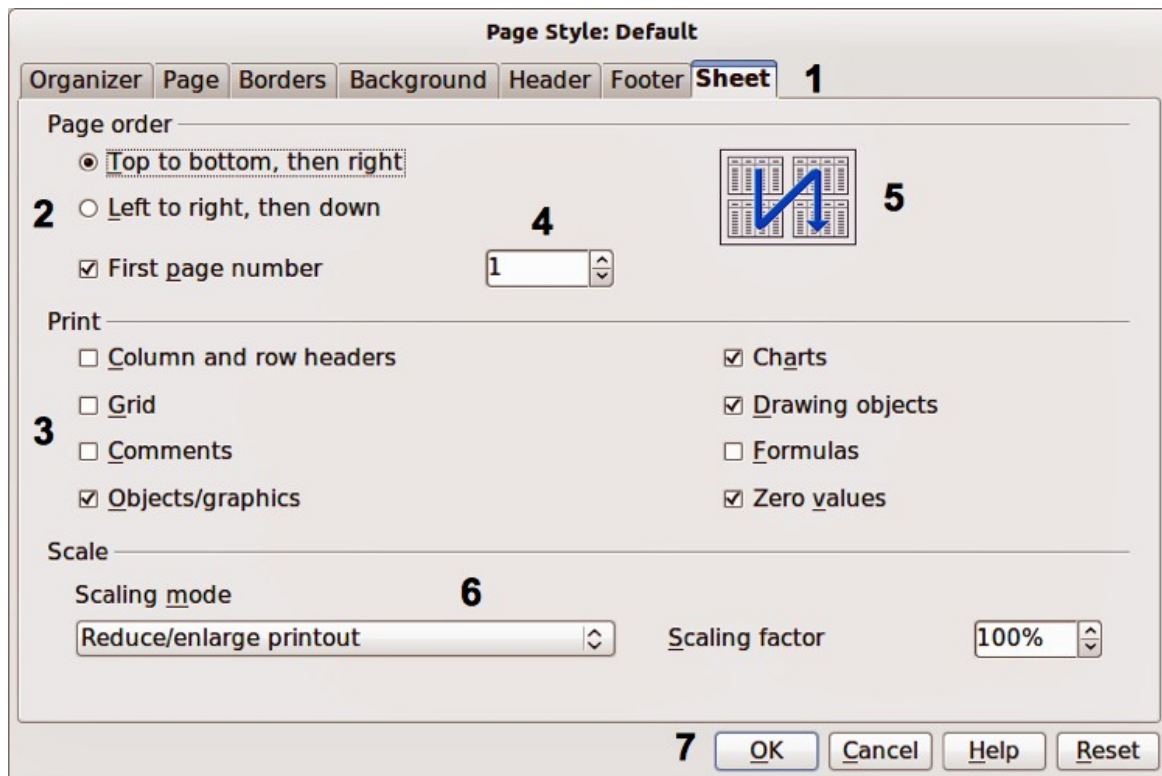 Page Style: Default
Organizer Page Borders Background Header Footer Sheet 1
Page order
Top to bottom, then right
5
2 Left to right, then down
4
First page number 1
Print
Column and row headers Charts
Grid Drawing objects
3
Comments Formulas
Objects/graphics Zero values
Scale
Scaling mode 6
Reduce/enlarge printout Scaling factor 100%
7 OK Cancel Help Reset